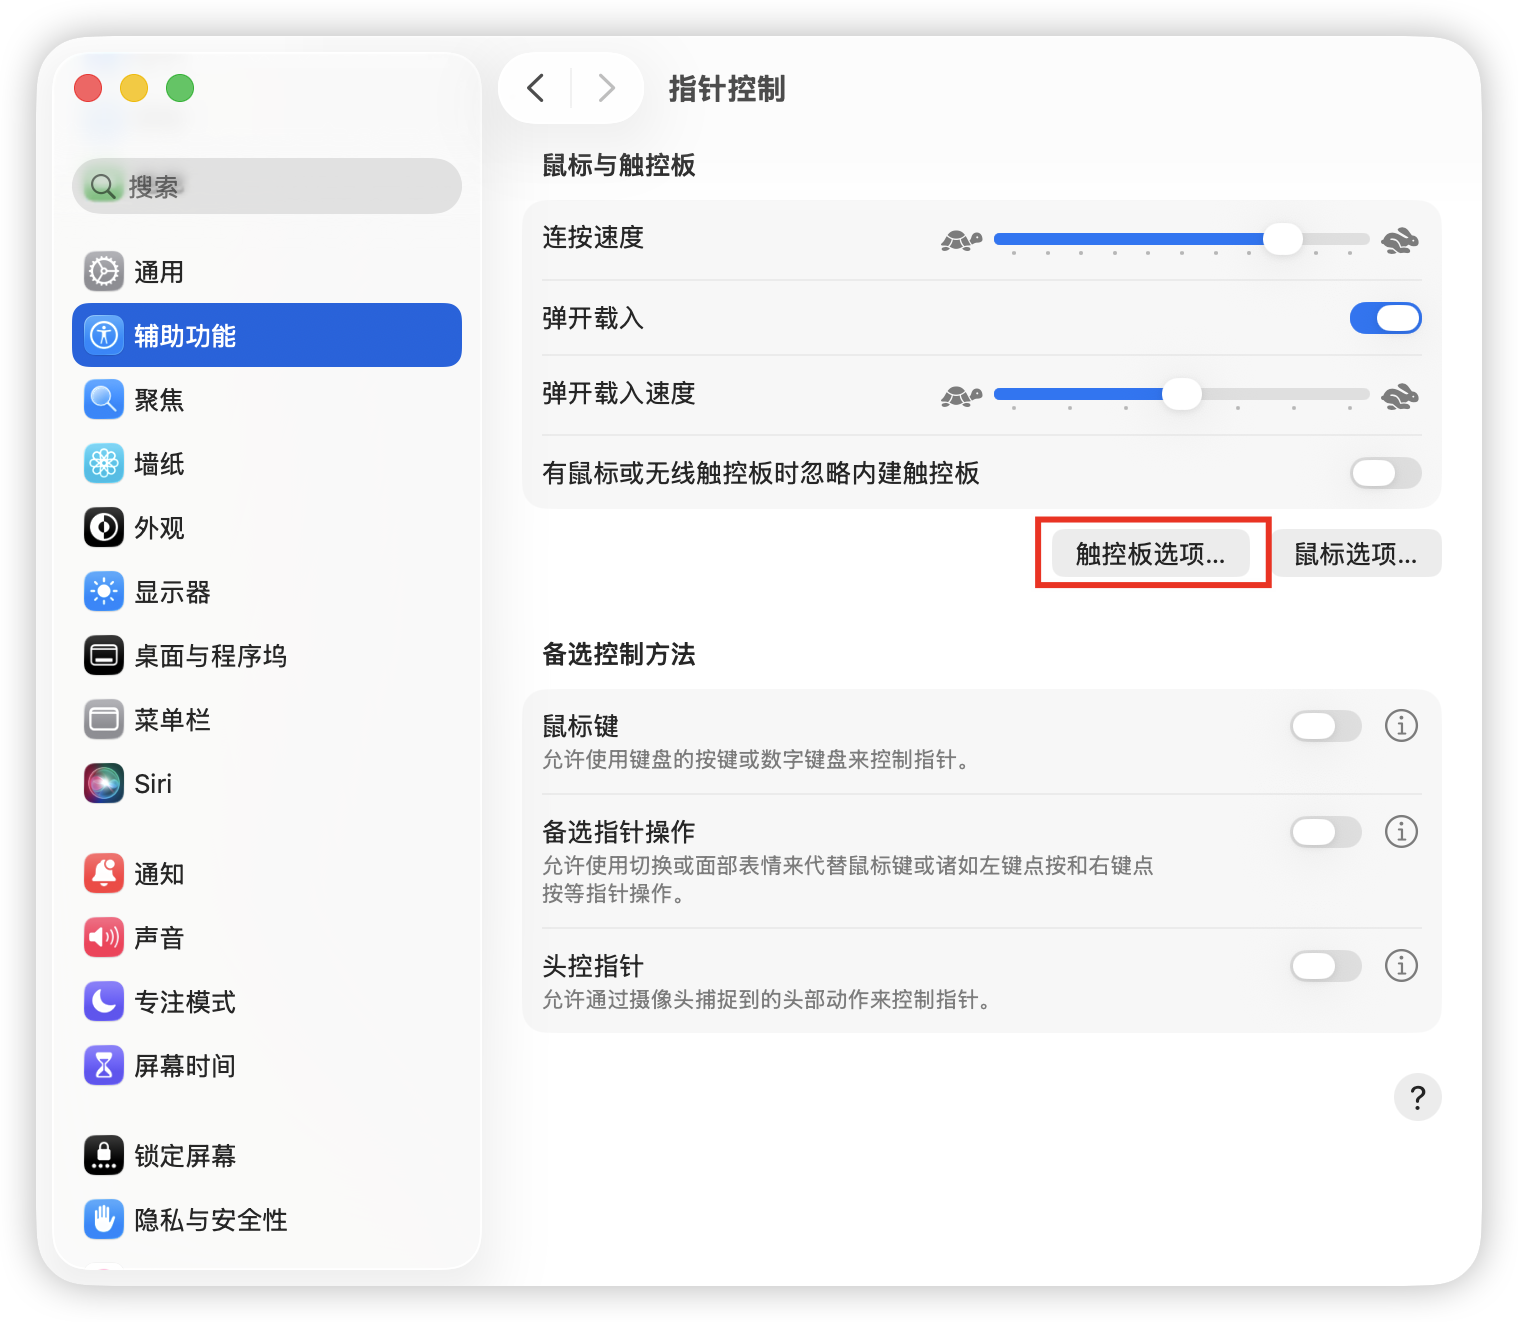 指针控制
搜索
通用
辅助功能
聚焦
墙纸
外观
显示器
桌面与程序坞
菜单栏
Siri
通知
声音
专注模式
屏幕时间
锁定屏幕
隐私与安全性
鼠标与触控板
连按速度
弹开载入
弹开载入速度
有鼠标或无线触控板时忽略内建触控板
触控板选项...
鼠标选项...
备选控制方法
鼠标键
允许使用键盘的按键或数字键盘来控制指针。
备选指针操作
允许使用切换或面部表情来代替鼠标键或诸如左键点按和右键点
按等指针操作。
头控指针
允许通过摄像头捕捉到的头部动作来控制指针。
?